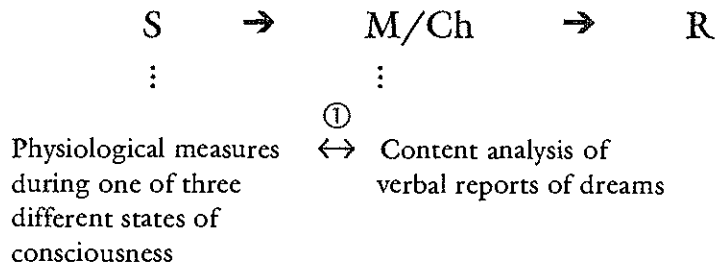 S → M/Ch → R
⋮ ⋮
①
Physiological measures ↔ Content analysis of
during one of three verbal reports of dreams
different states of
consciousness